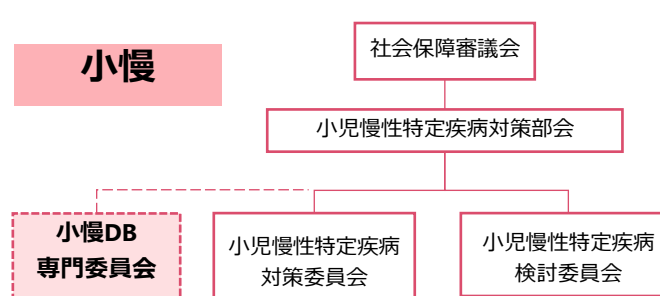 小慢
社会保障審議会
小児慢性特定疾病対策部会
小慢DB
専門委員会
小児慢性特定疾病
対策委員会
小児慢性特定疾病
検討委員会